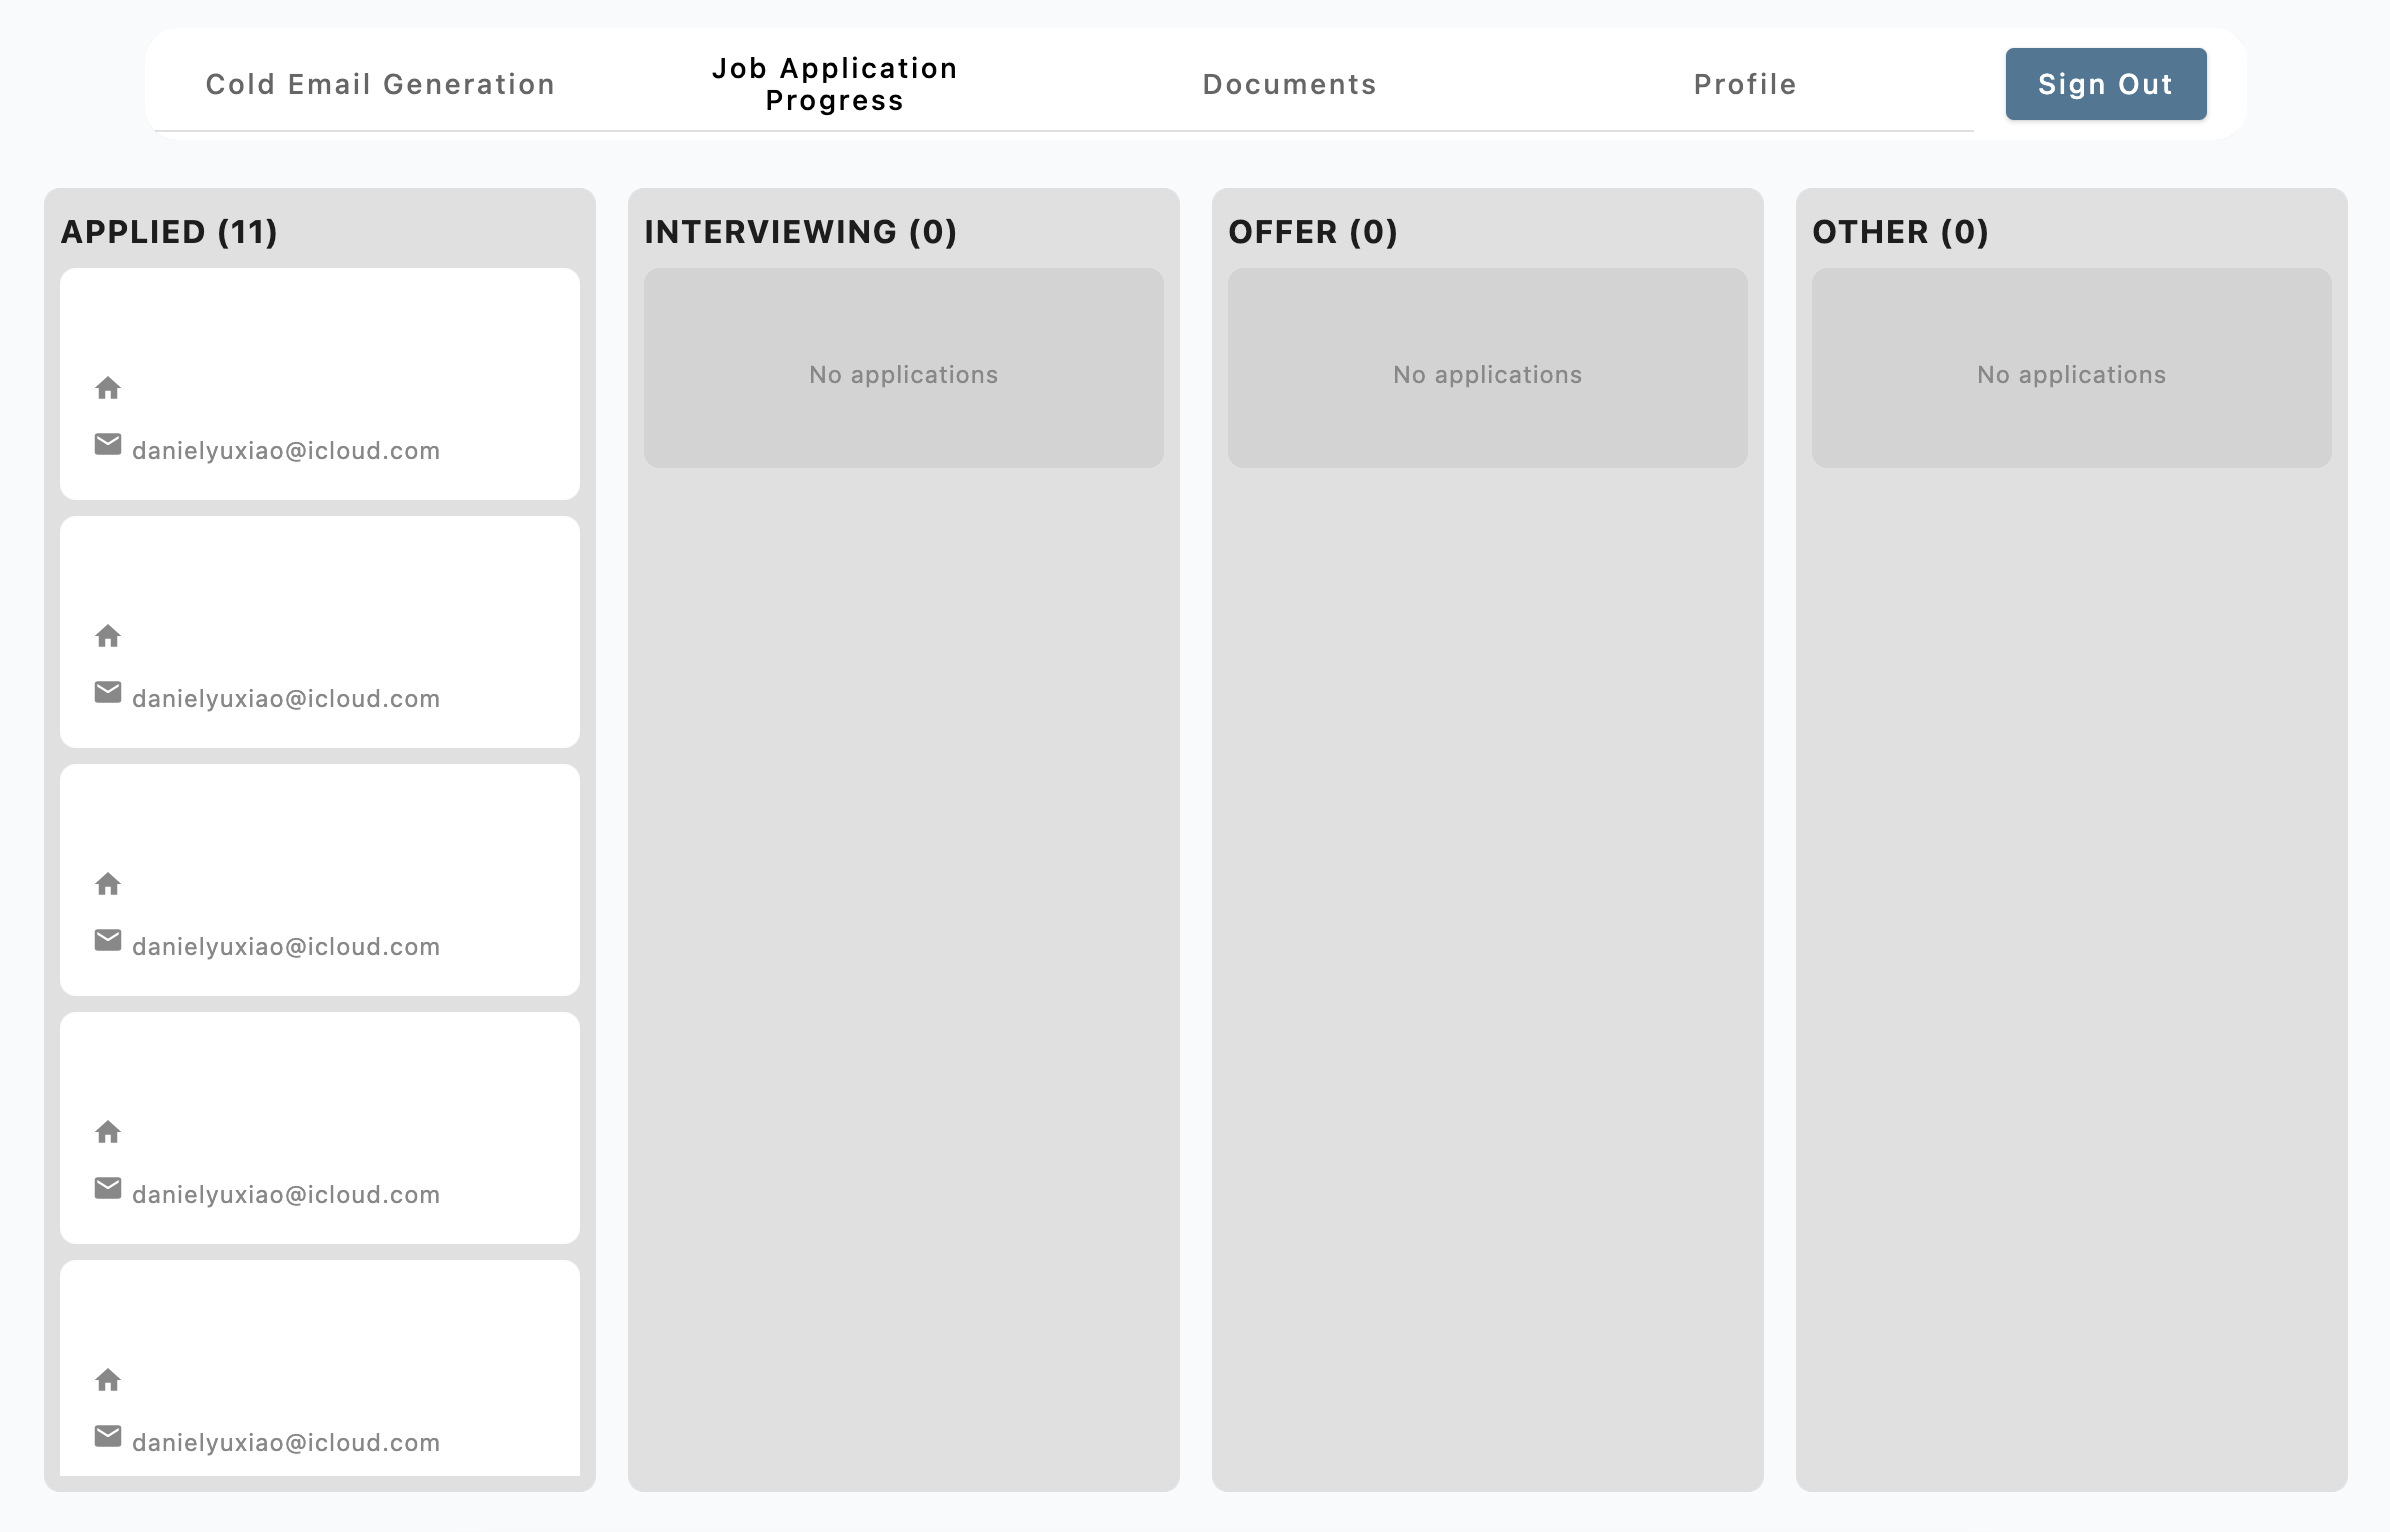 Cold Email Generation
Job Application
Progress
Documents
Profile
Sign Out
APPLIED (11)
danielyuxiao@icloud.com
danielyuxiao@icloud.com
danielyuxiao@icloud.com
danielyuxiao@icloud.com
danielyuxiao@icloud.com
INTERVIEWING (0)
No applications
OFFER (0)
No applications
OTHER (0)
No applications